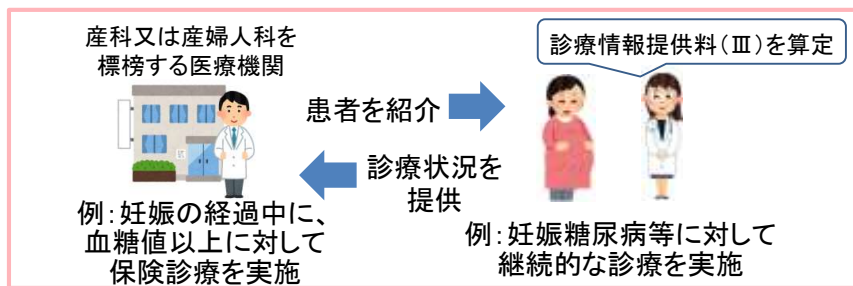 産科又は産婦人科を
標榜する医療機関
診療情報提供料(Ⅲ)を算定
患者を紹介
診療状況を
提供
例:妊娠の経過中に、
血糖値以上に対して
保険診療を実施
例:妊娠糖尿病等に対して
継続的な診療を実施